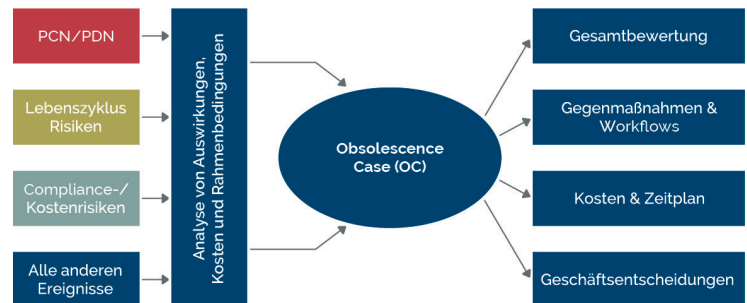 PCN/PDN
Lebenszyklus
Risiken
Compliance-/
Kostenrisiken
Alle anderen
Ereignisse
Analyse von Auswirkungen,
Kosten und Rahmenbedingungen
Obsolescence
Case (OC)
Gesamtbewertung
Gegenmaßnahmen &
Workflows
Kosten & Zeitplan
Geschäftsentscheidungen